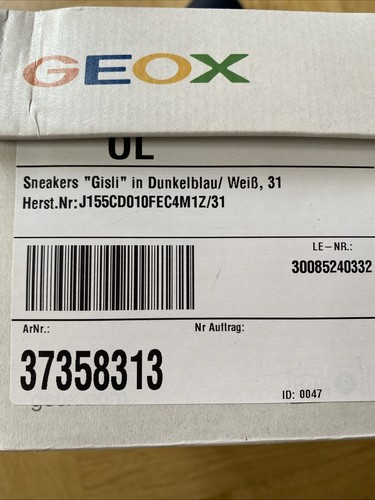 GEOX
OL
Sneakers "Gisli" in Dunkelblau/ Weiß, 31
Herst.Nr:J155CD010FEC4M1Z/31
LE-NR.:
30085240332
ArNr.:
Nr Auftrag:
37358313
ID: 0047